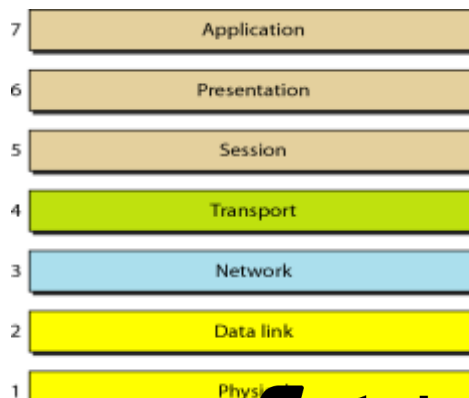 7 Application
6 Presentation
5 Session
4 Transport
3 Network
2 Data link
1